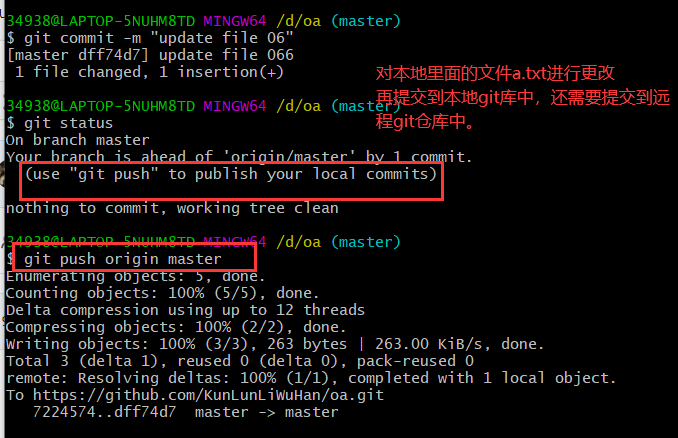 34938@LAPTOP-5NUHM8TD MINGW64 /d/oa (master)
$ git commit -m "update file 06"
[master dff74d7] update file 066
1 file changed, 1 insertion(+)
对本地里面的文件a.txt进行更改
再提交到本地git库中，还需要提交到远
程git仓库中。
34938@LAPTOP-5NUHM8TD MINGW64 /d/oa (master)
$ git status
On branch master
Your branch is ahead of 'origin/master' by 1 commit.
(use "git push" to publish your local commits)
nothing to commit, working tree clean
34938@LAPTOP-5NUHM8TD MINGW64 /d/oa (master)
$ git push origin master
Enumerating objects: 5, done.
Counting objects: 100% (5/5), done.
Delta compression using up to 12 threads
Compressing objects: 100% (2/2), done.
Writing objects: 100% (3/3), 263 bytes | 263.00 KiB/s, done.
Total 3 (delta 1), reused 0 (delta 0), pack-reused 0
remote: Resolving deltas: 100% (1/1), completed with 1 local object.
To https://github.com/KunLunLiWuHan/oa.git
7224574..dff74d7  master -> master